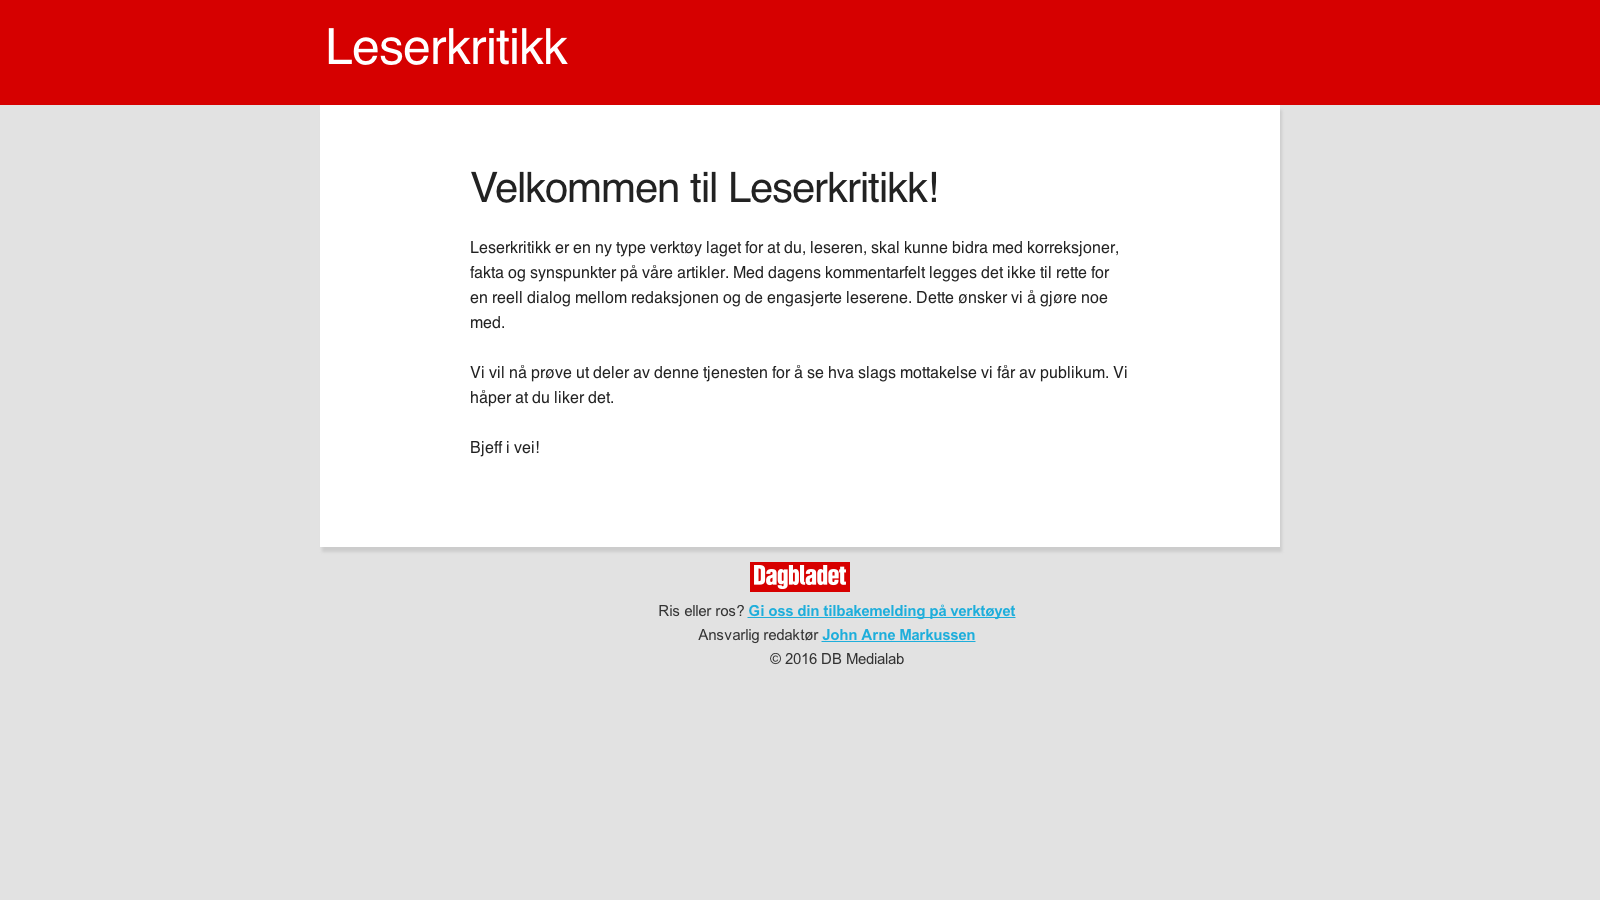 Leserkritikk
Velkommen til Leserkritikk!
Leserkritikk er en ny type verktøy laget for at du, leseren, skal kunne bidra med korreksjoner,
fakta og synspunkter på våre artikler. Med dagens kommentarfelt legges det ikke til rette for
en reell dialog mellom redaksjonen og de engasjerte leserene. Dette ønsker vi å gjøre noe
med.
Vi vil nå prøve ut deler av denne tjenesten for å se hva slags mottakelse vi får av publikum. Vi
håper at du liker det.
Bjeff i vei!
Dagbladet
Ris eller ros? Gi oss din tilbakemelding på verktøyet
Ansvarlig redaktør John Arne Markussen
© 2016 DB Medialab